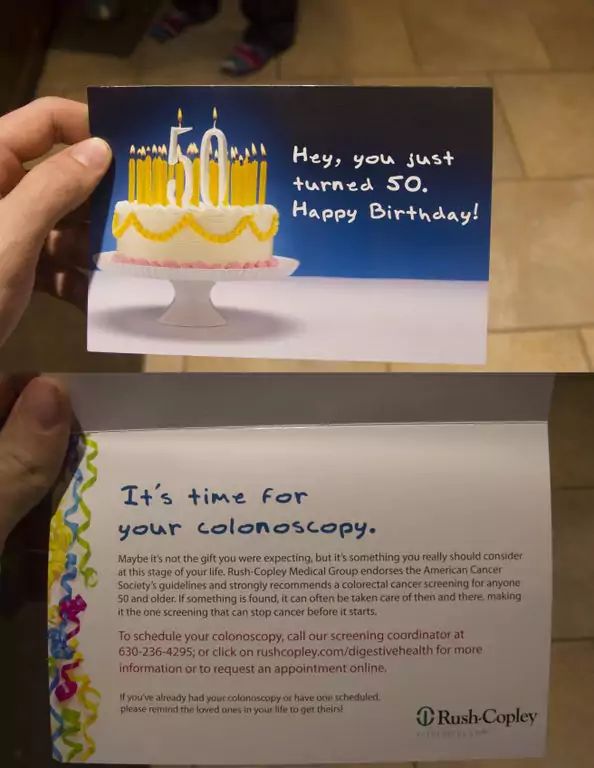 50
Hey, you just
turned 50.
Happy Birthday!
It's time for
your colonoscopy.
Maybe it's not the gift you were expecting, but it's something you really should consider
at this stage of your life. Rush-Copley Medical Group endorses the American Cancer
Society's guidelines and strongly recommends a colorectal cancer screening for anyone
50 and older. If something is found, it can often be taken care of then and there, making
it the one screening that can stop cancer before it starts.
To schedule your colonoscopy, call our screening coordinator at
630-236-4295; or click on rushcopley.com/digestivehealth for more
information or to request an appointment online.
If you've already had your colonoscopy or have one scheduled,
please remind the loved ones in your life to get theirs!
Rush-Copley